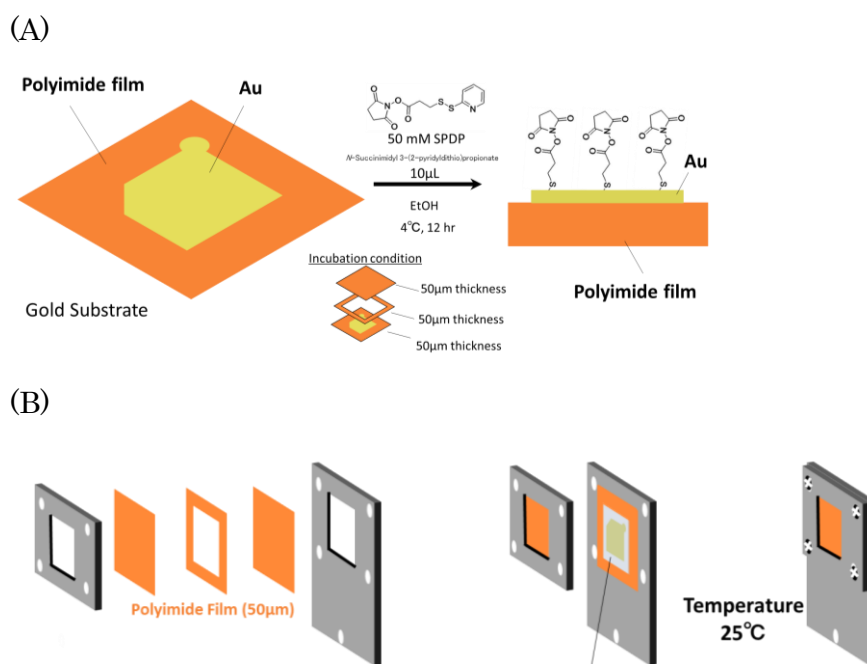 (A)
Polyimide film
Au
50 mM SPDP
N-Succinimidyl 3-(2-pyridyldithio)propionate
10μL
EtOH
4℃, 12 hr
Incubation condition
50μm thickness
50μm thickness
50μm thickness
Gold Substrate
O
O
N
O
O
S
S
N
O
O
N
O
O
S
O
O
N
O
O
S
O
O
N
O
O
S
Au
Polyimide film
(B)
Polyimide Film (50μm)
Temperature
25℃